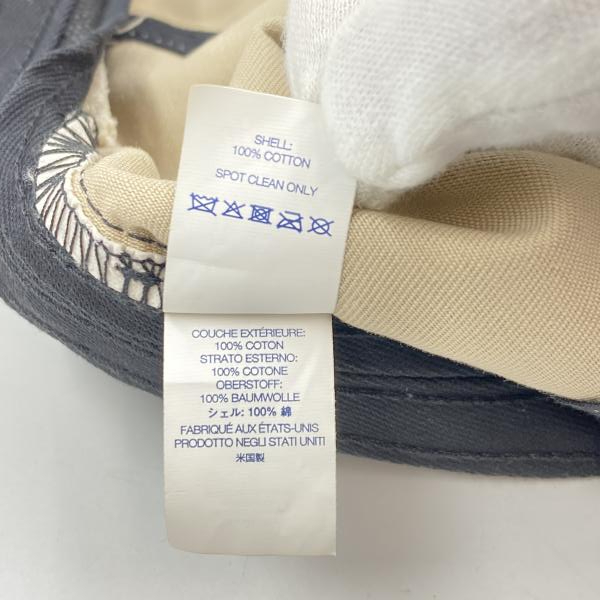 SHELL:
100% COTTON
SPOT CLEAN ONLY
COUCHE EXTÉRIEURE:
100% COTON
STRATO ESTERNO:
100% COTONE
OBERSTOFF:
100% BAUMWOLLE
シェル: 100% 綿
FABRIQUÉ AUX ÉTATS-UNIS
PRODOTTO NEGLI STATI UNITI
米国製